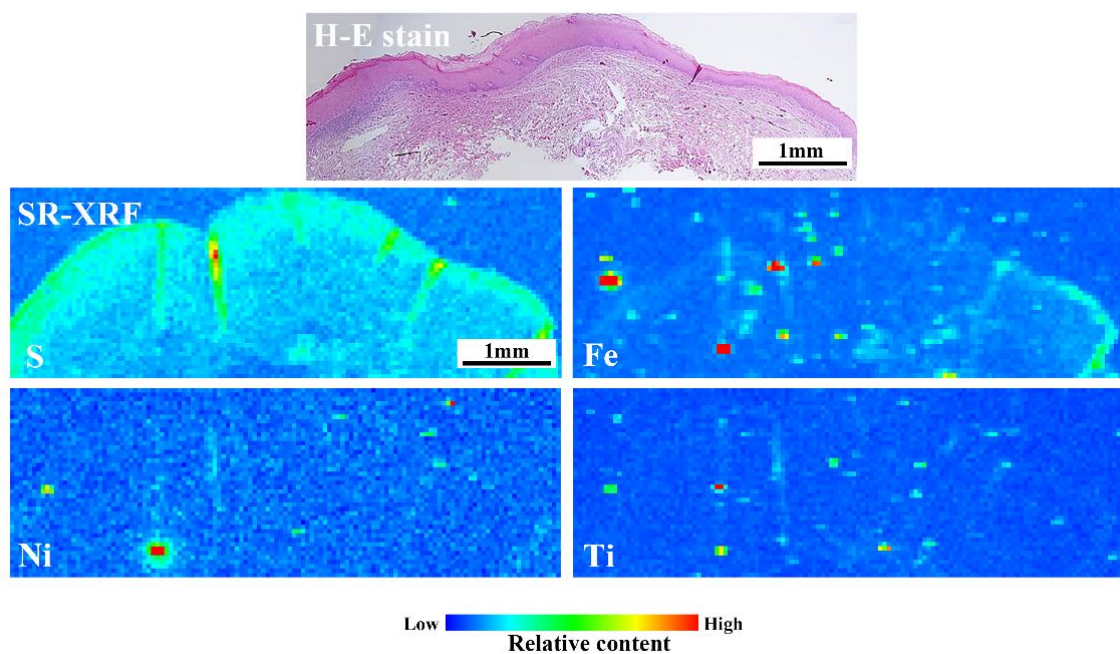 H-E stain
1mm
SR-XRF
S
1mm
Fe
Ni
Ti
Low
High
Relative content